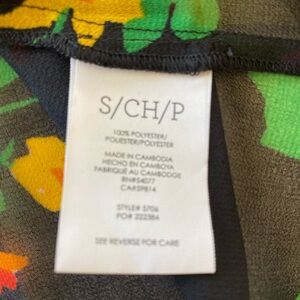 S/CH/P
100% POLYESTER/
POLIESTER/POLYESTER
MADE IN CAMBODIA
HECHO EN CAMBOYA
FABRIQUÉ AU CAMBODGE
RN#54077
CA#59814
STYLE# 5706
PO# 222384
SEE REVERSE FOR CARE